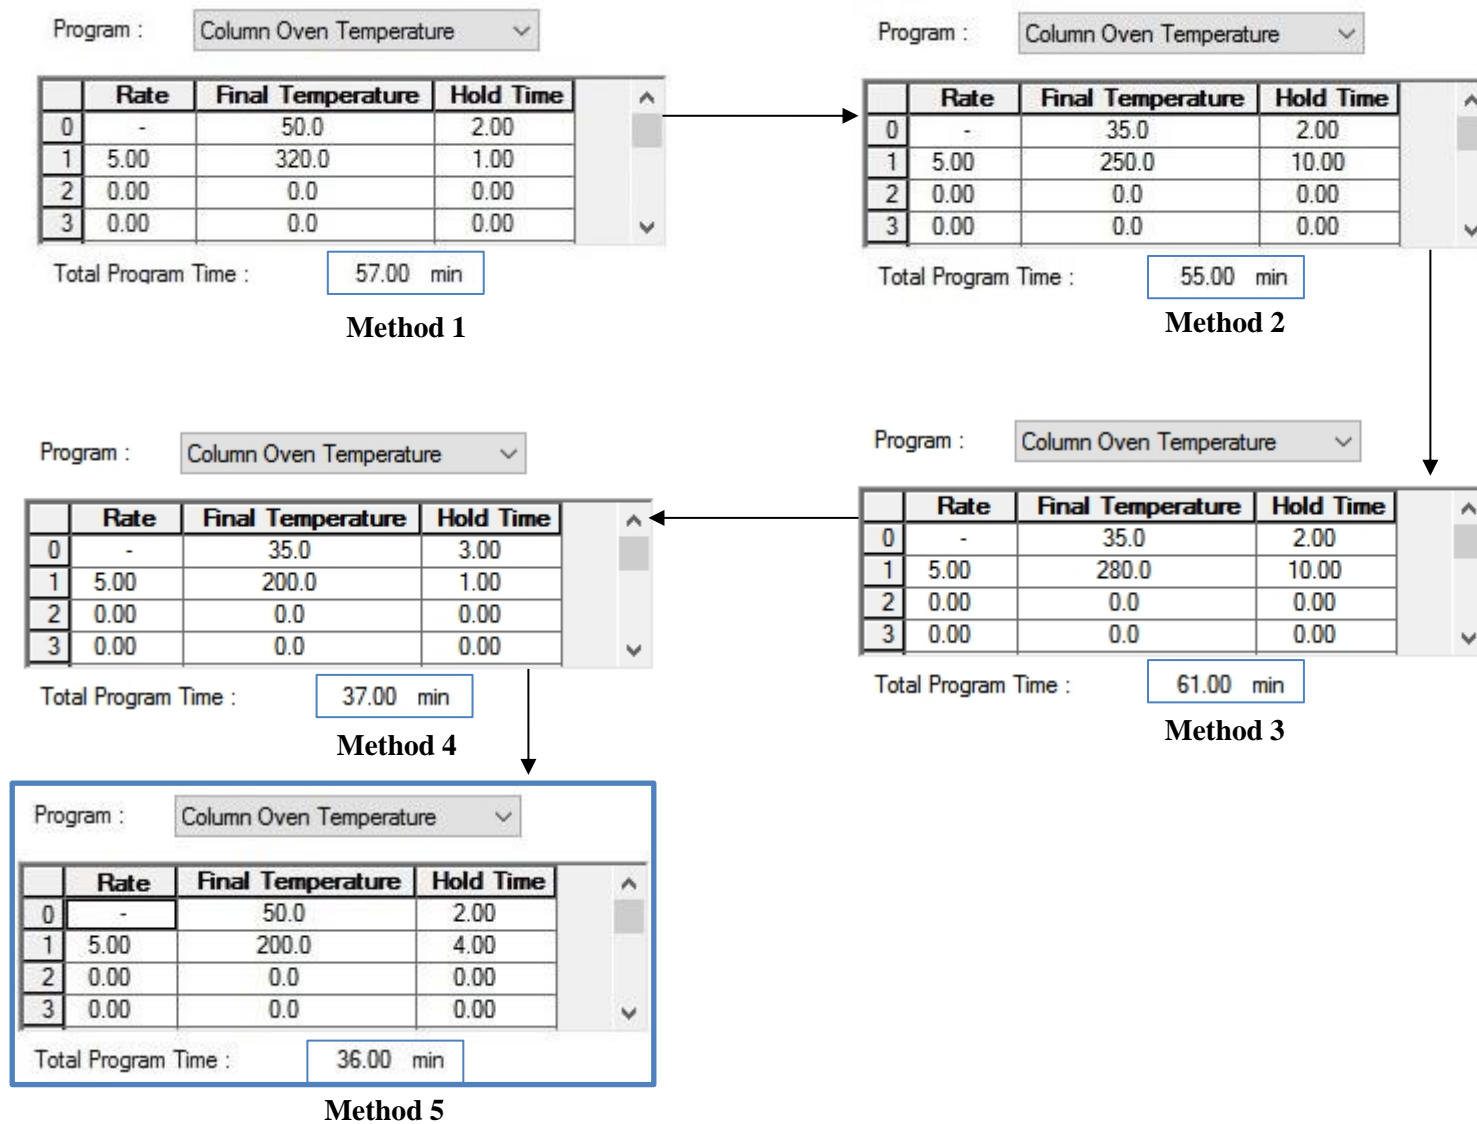 Program : Column Oven Temperature
Rate Final Temperature Hold Time
0 - 50.0 2.00
1 5.00 320.0 1.00
2 0.00 0.0 0.00
3 0.00 0.0 0.00
Total Program Time : 57.00 min
Method 1
Program : Column Oven Temperature
Rate Final Temperature Hold Time
0 - 35.0 2.00
1 5.00 250.0 10.00
2 0.00 0.0 0.00
3 0.00 0.0 0.00
Total Program Time : 55.00 min
Method 2
Program : Column Oven Temperature
Rate Final Temperature Hold Time
0 - 35.0 2.00
1 5.00 280.0 10.00
2 0.00 0.0 0.00
3 0.00 0.0 0.00
Total Program Time : 61.00 min
Method 3
Program : Column Oven Temperature
Rate Final Temperature Hold Time
0 - 35.0 3.00
1 5.00 200.0 1.00
2 0.00 0.0 0.00
3 0.00 0.0 0.00
Total Program Time : 37.00 min
Method 4
Program : Column Oven Temperature
Rate Final Temperature Hold Time
0 - 50.0 2.00
1 5.00 200.0 4.00
2 0.00 0.0 0.00
3 0.00 0.0 0.00
Total Program Time : 36.00 min
Method 5